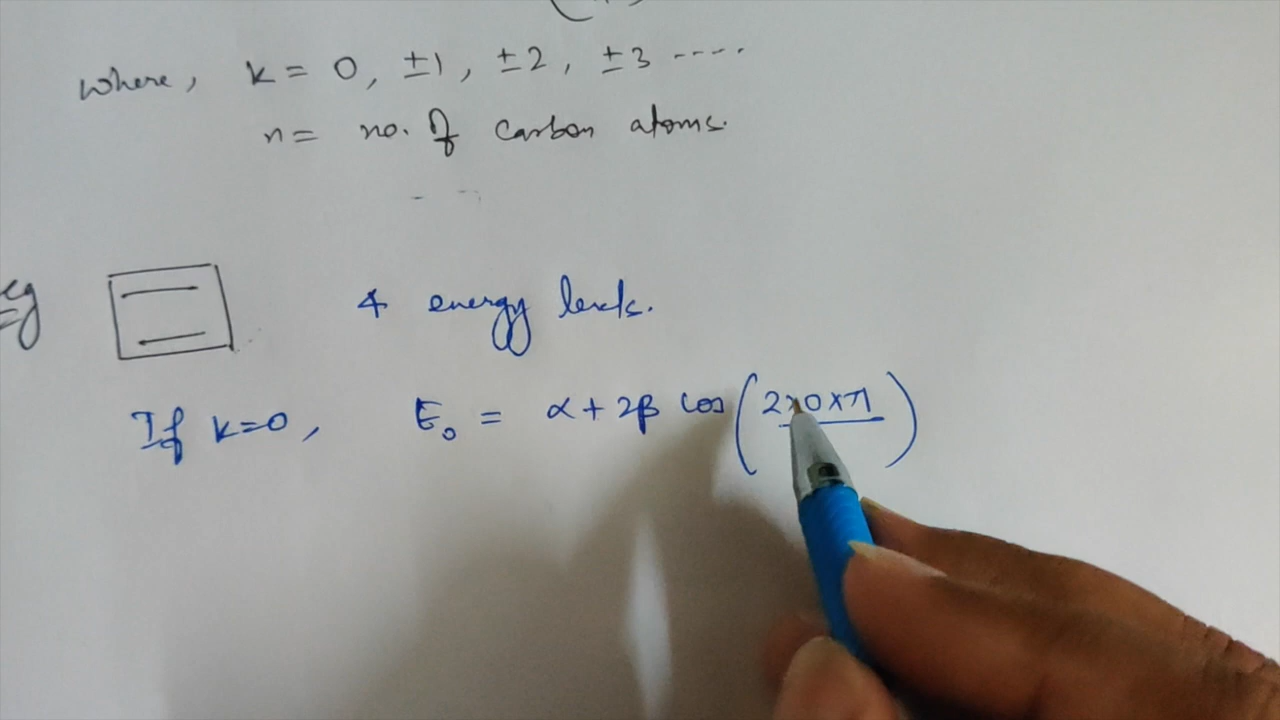 where, k = 0, ±1, ±2, ±3 ----.
n = no. of carbon atoms.
eg 4 energy levels.
If k=0, E₀ = α + 2β cos (2×0×π